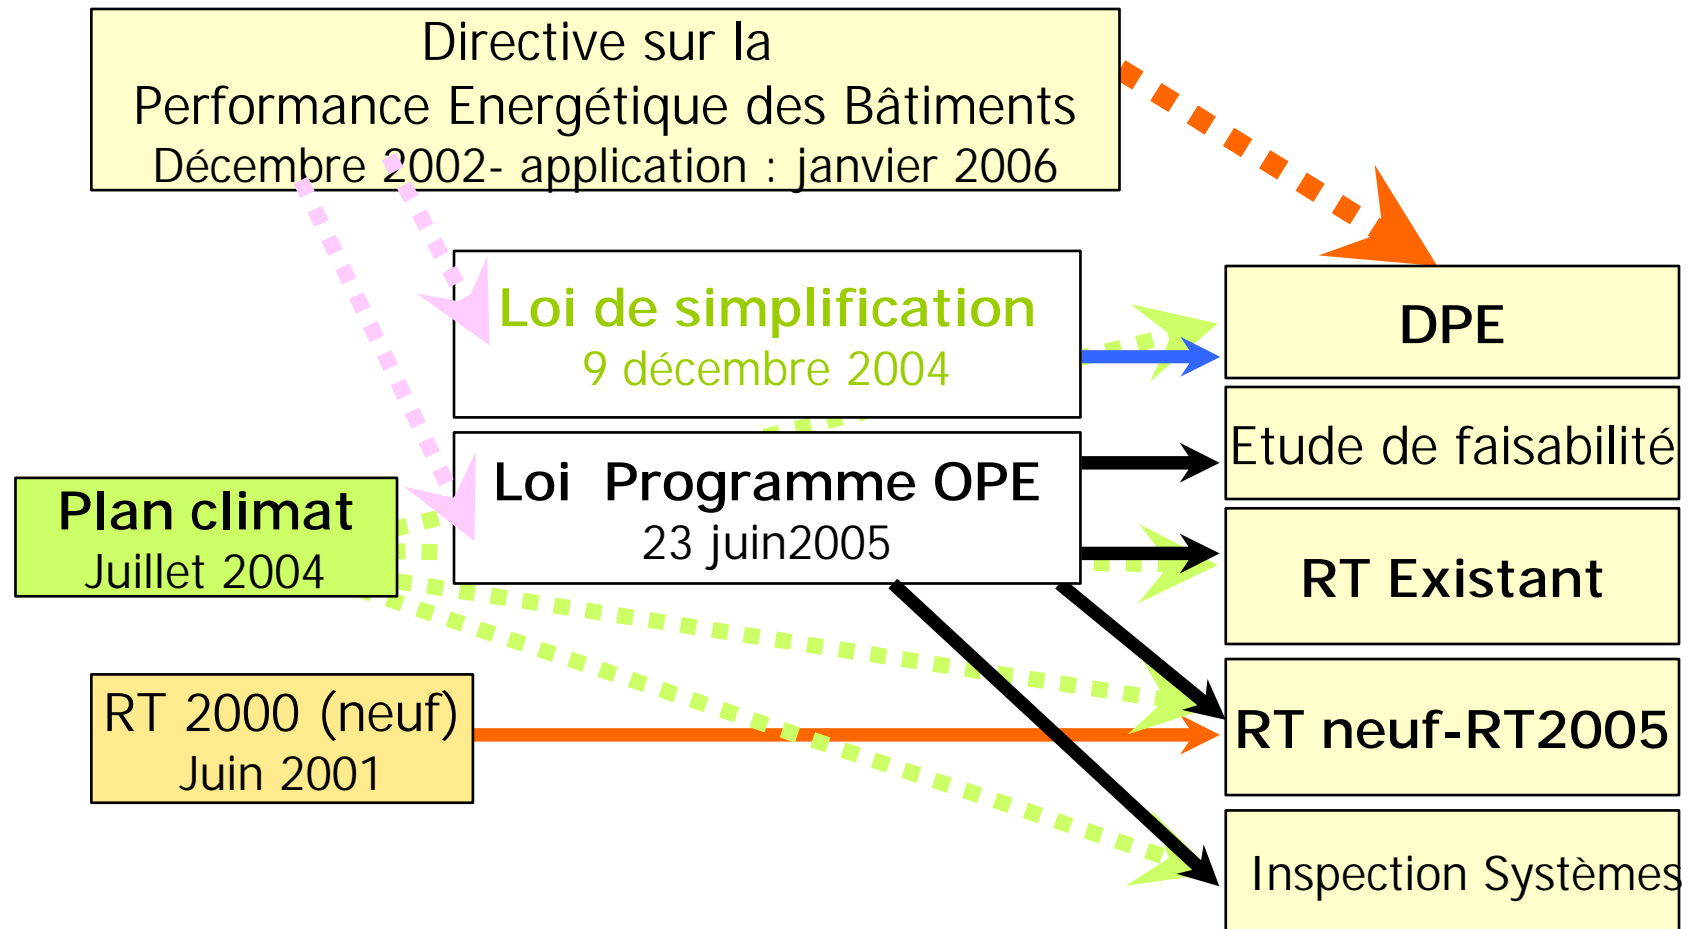 Directive sur la
Performance Energétique des Bâtiments
Décembre 2002- application : janvier 2006
Loi de simplification
9 décembre 2004
Loi Programme OPE
23 juin2005
Plan climat
Juillet 2004
RT 2000 (neuf)
Juin 2001
DPE
Etude de faisabilité
RT Existant
RT neuf-RT2005
Inspection Systèmes